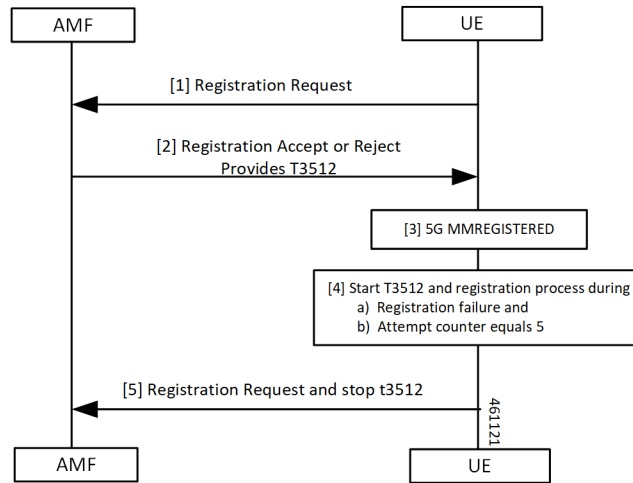 AMF
UE
[1] Registration Request
[2] Registration Accept or Reject
Provides T3512
[3] 5G MMREGISTERED
[4] Start T3512 and registration process during
a) Registration failure and
b) Attempt counter equals 5
[5] Registration Request and stop t3512
461121
AMF
UE